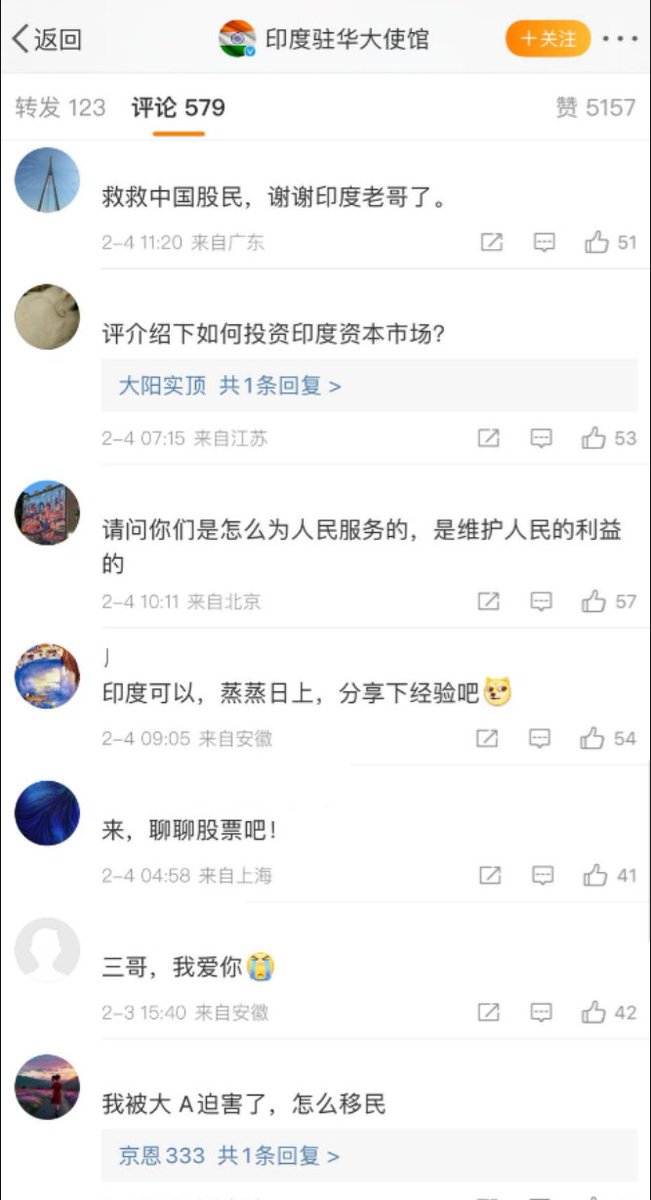 返回
印度驻华大使馆
+关注
转发 123 评论 579 赞 5157
救救中国股民，谢谢印度老哥了。
2-4 11:20 来自广东 51
评介绍下如何投资印度资本市场?
大阳实顶 共1条回复 >
2-4 07:15 来自江苏 53
请问你们是怎么为人民服务的，是维护人民的利益
的
2-4 10:11 来自北京 57
印度可以，蒸蒸日上，分享下经验吧
2-4 09:05 来自安徽 54
来，聊聊股票吧!
2-4 04:58 来自上海 41
三哥，我爱你
2-3 15:40 来自安徽 42
我被大 A迫害了，怎么移民
京恩333 共1条回复 >